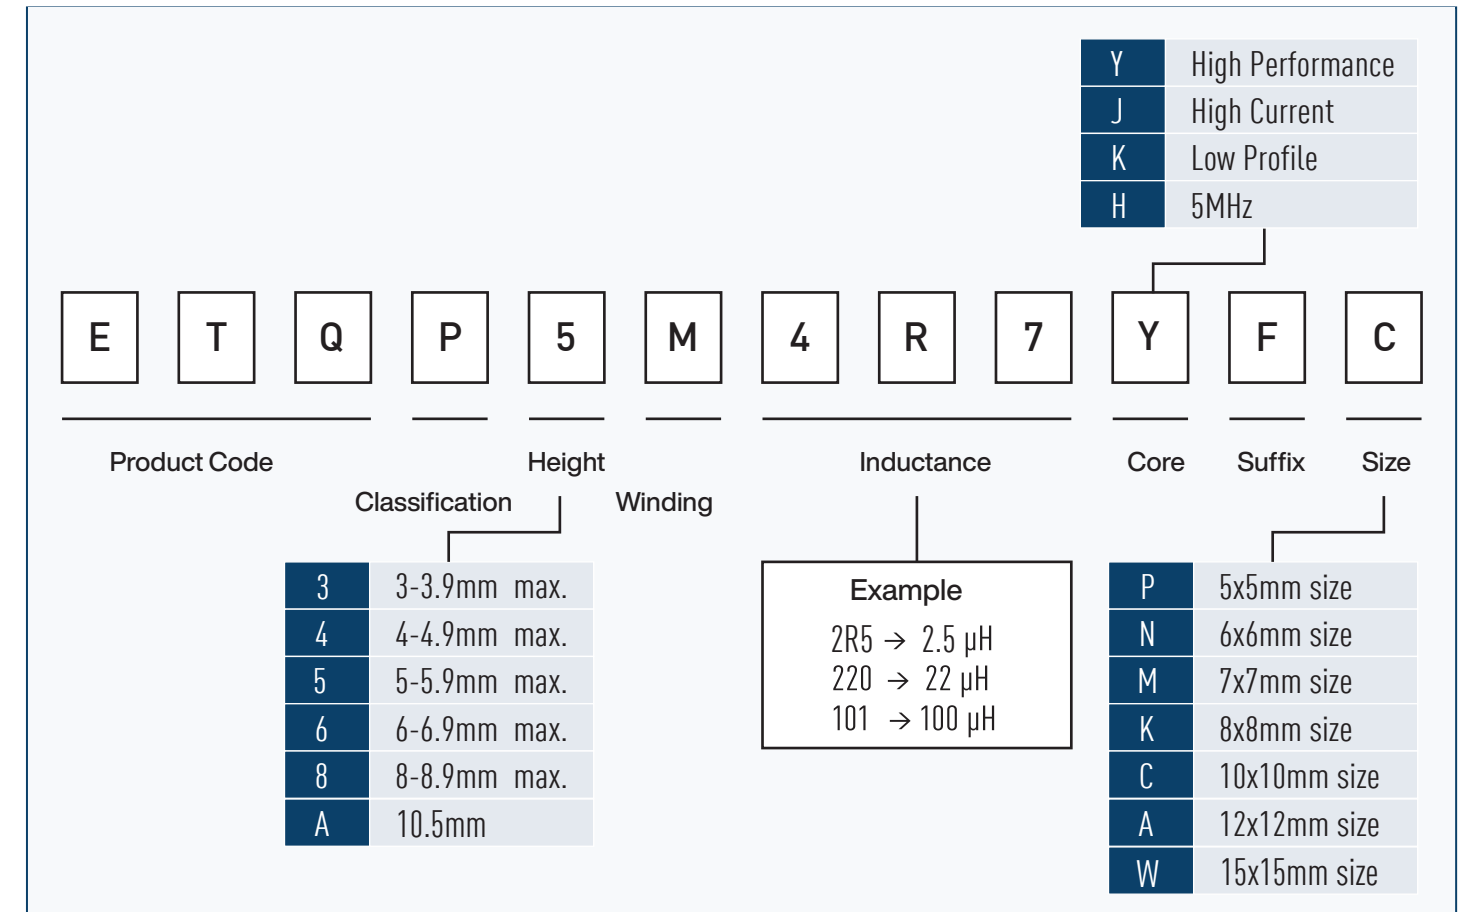 Y High Performance
J High Current
K Low Profile
H 5MHz
E T Q P 5 M 4 R 7 Y F C
Product Code Height Inductance Core Suffix Size
Classification Winding
3 3-3.9mm max.
4 4-4.9mm max.
5 5-5.9mm max.
6 6-6.9mm max.
8 8-8.9mm max.
A 10.5mm
Example
2R5 → 2.5 µH
220 → 22 µH
101 → 100 µH
P 5x5mm size
N 6x6mm size
M 7x7mm size
K 8x8mm size
C 10x10mm size
A 12x12mm size
W 15x15mm size